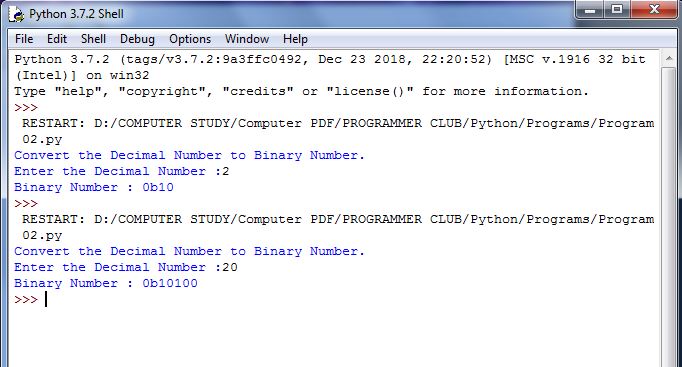 Python 3.7.2 Shell
File Edit Shell Debug Options Window Help
Python 3.7.2 (tags/v3.7.2:9a3ffc0492, Dec 23 2018, 22:20:52) [MSC v.1916 32 bit
(Intel)] on win32
Type "help", "copyright", "credits" or "license()" for more information.
>>>
RESTART: D:/COMPUTER STUDY/Computer PDF/PROGRAMMER CLUB/Python/Programs/Program
02.py
Convert the Decimal Number to Binary Number.
Enter the Decimal Number :2
Binary Number : 0b10
>>>
RESTART: D:/COMPUTER STUDY/Computer PDF/PROGRAMMER CLUB/Python/Programs/Program
02.py
Convert the Decimal Number to Binary Number.
Enter the Decimal Number :20
Binary Number : 0b10100
>>>